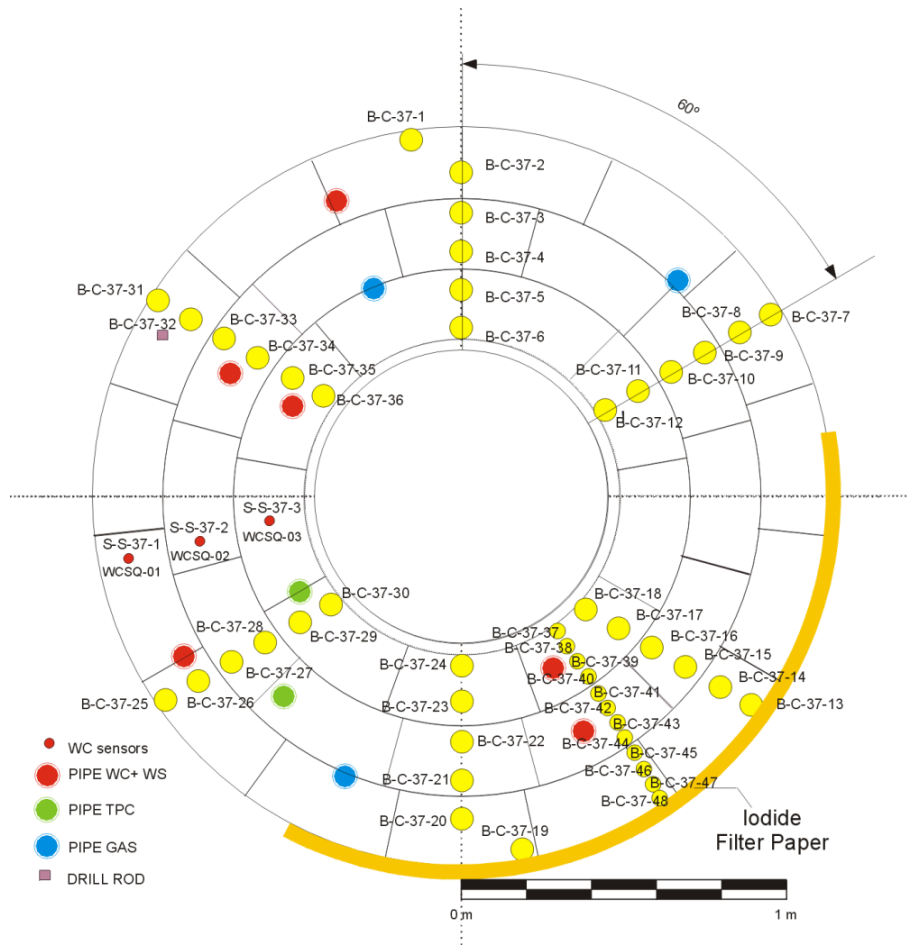 B-C-37-1
60º
B-C-37-2
B-C-37-3
B-C-37-4
B-C-37-5
B-C-37-6
B-C-37-7
B-C-37-8
B-C-37-9
B-C-37-10
B-C-37-11
B-C-37-12
B-C-37-31
B-C-37-32
B-C-37-33
B-C-37-34
B-C-37-35
B-C-37-36
S-S-37-3
WCSQ-03
S-S-37-2
WCSQ-02
S-S-37-1
WCSQ-01
B-C-37-30
B-C-37-29
B-C-37-28
B-C-37-27
B-C-37-26
B-C-37-25
B-C-37-24
B-C-37-23
B-C-37-22
B-C-37-21
B-C-37-20
B-C-37-19
B-C-37-18
B-C-37-17
B-C-37-16
B-C-37-15
B-C-37-14
B-C-37-13
B-C-37-37
B-C-37-38
B-C-37-39
B-C-37-40
B-C-37-41
B-C-37-42
B-C-37-43
B-C-37-44
B-C-37-45
B-C-37-46
B-C-37-47
B-C-37-48
Iodide
Filter Paper
WC sensors
PIPE WC+ WS
PIPE TPC
PIPE GAS
DRILL ROD
0 m
1 m